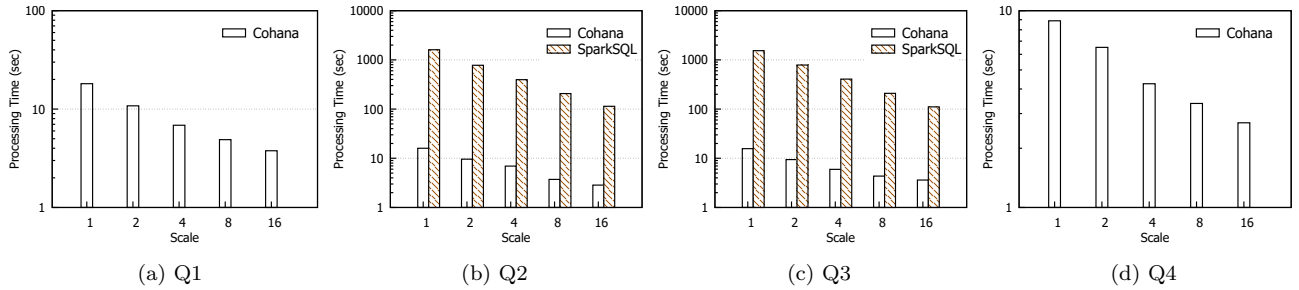 100
10
1
Processing Time (sec)
Cohana
1 2 4 8 16
Scale
(a) Q1
10000
1000
100
10
1
Processing Time (sec)
Cohana
SparkSQL
1 2 4 8 16
Scale
(b) Q2
10000
1000
100
10
1
Processing Time (sec)
Cohana
SparkSQL
1 2 4 8 16
Scale
(c) Q3
10
1
Processing Time (sec)
Cohana
1 2 4 8 16
Scale
(d) Q4